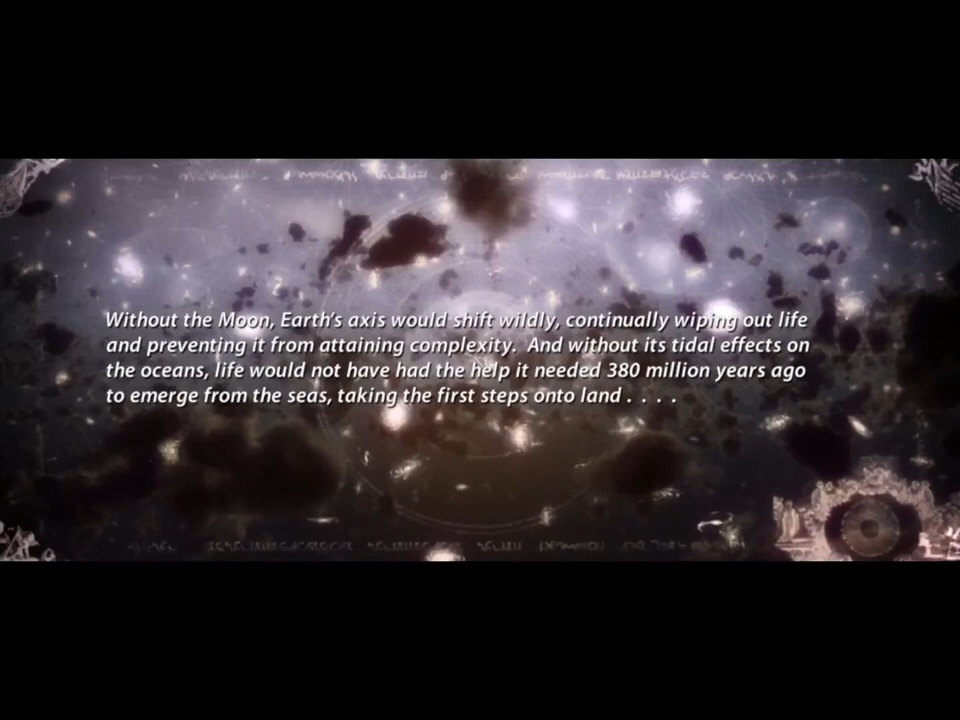 Without the Moon, Earth's axis would shift wildly, continually wiping out life
and preventing it from attaining complexity.  And without its tidal effects on
the oceans, life would not have had the help it needed 380 million years ago
to emerge from the seas, taking the first steps onto land . . . .